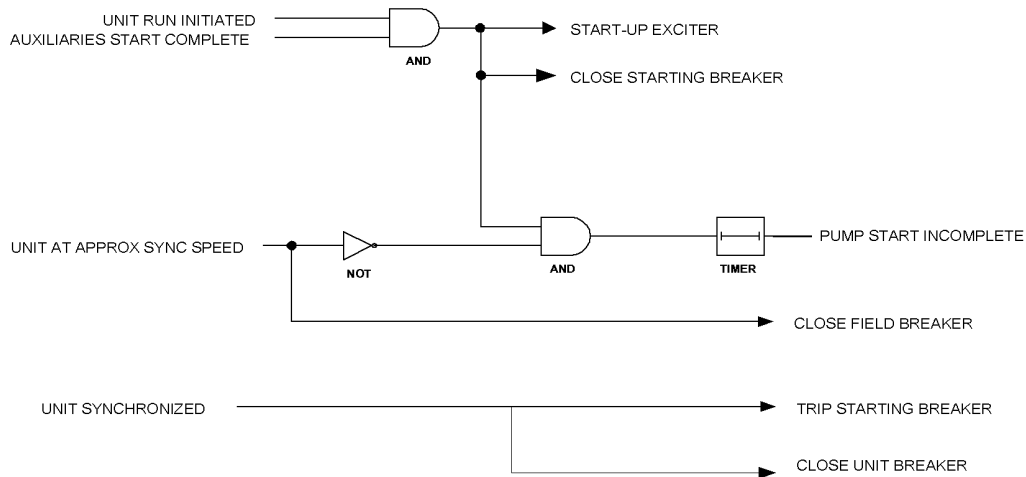 UNIT RUN INITIATED
AUXILIARIES START COMPLETE
AND
START-UP EXCITER
CLOSE STARTING BREAKER
UNIT AT APPROX SYNC SPEED
NOT
AND
TIMER
PUMP START INCOMPLETE
CLOSE FIELD BREAKER
UNIT SYNCHRONIZED
TRIP STARTING BREAKER
CLOSE UNIT BREAKER